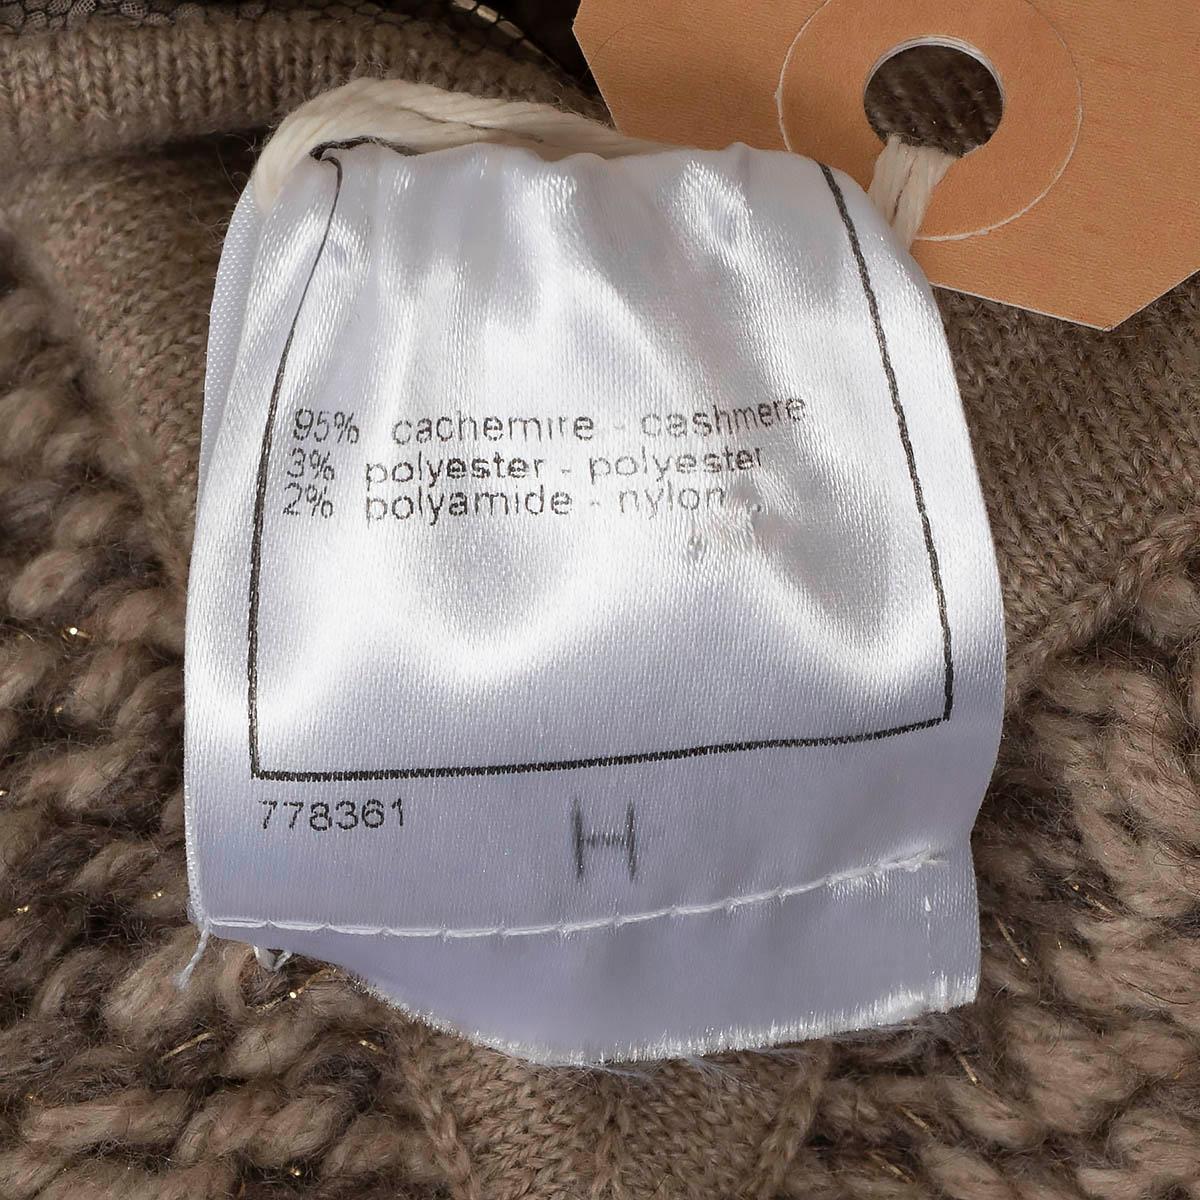 95% cachemire - cashmere
3% polyester - polyester
2% polyamide - nylon
778361
H